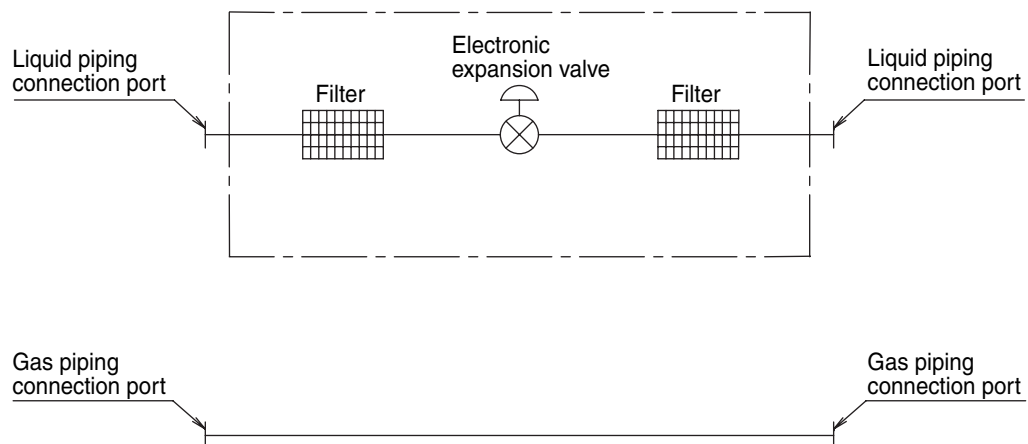 Liquid piping
connection port
Filter
Electronic
expansion valve
Filter
Liquid piping
connection port
Gas piping
connection port
Gas piping
connection port